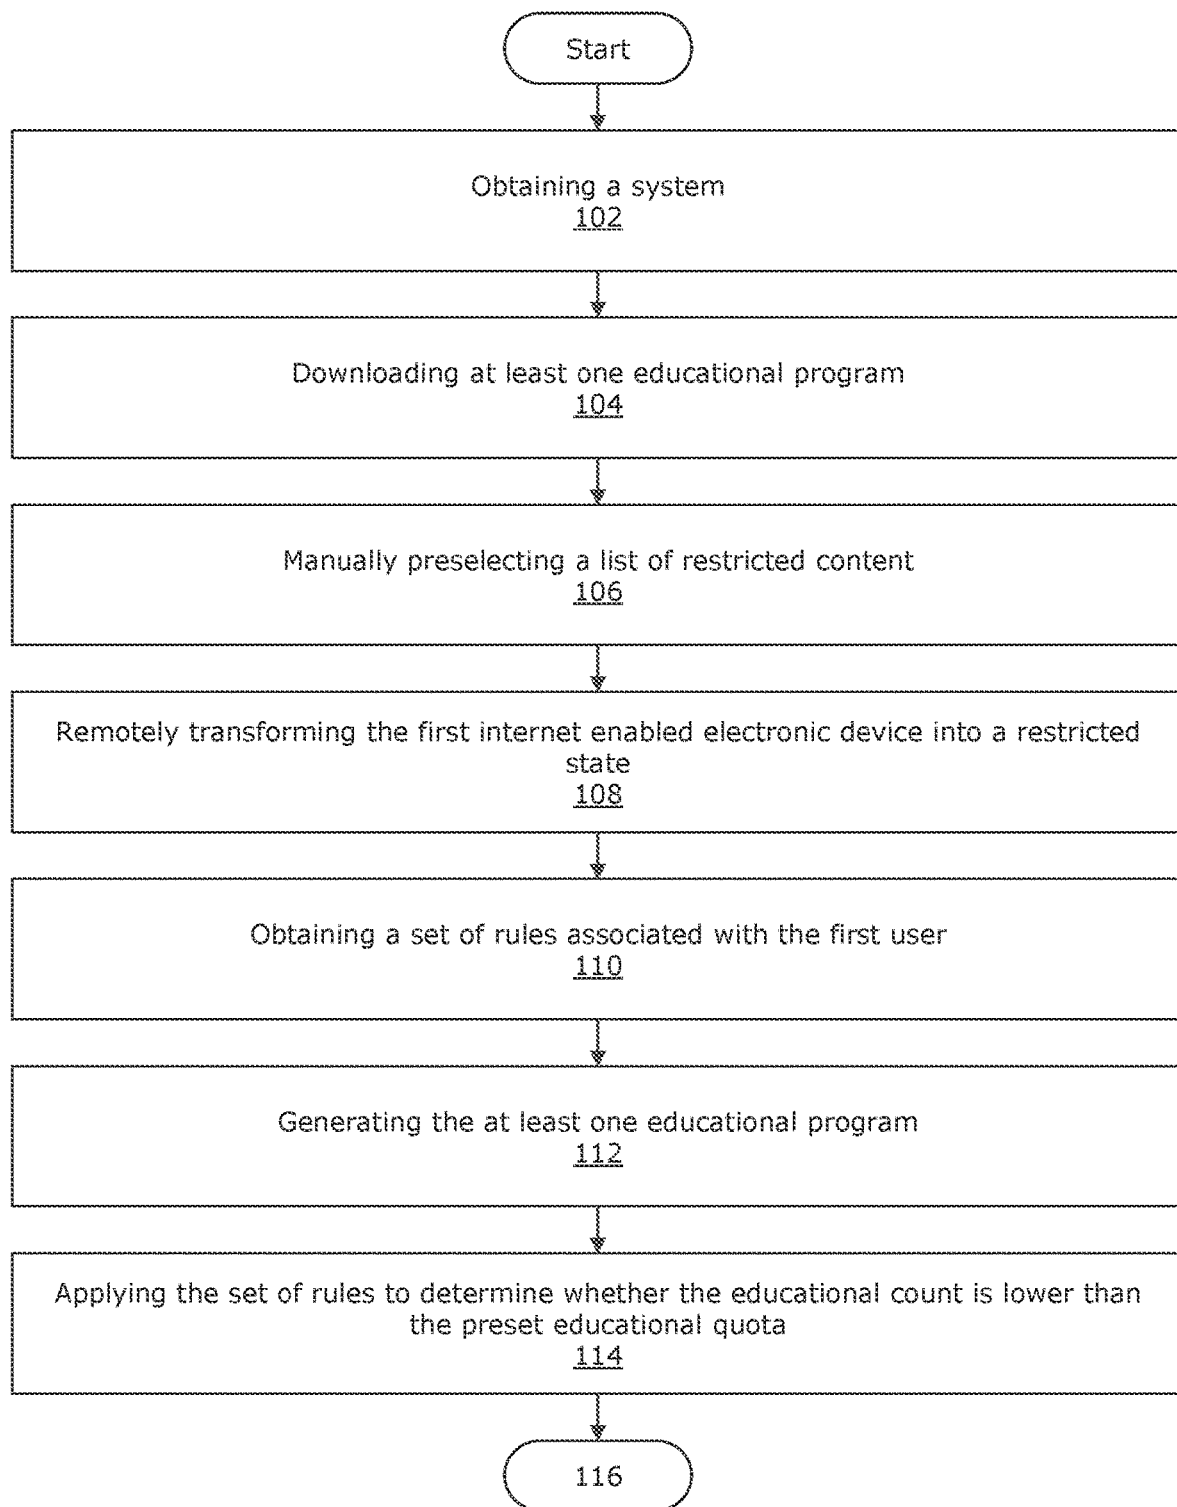 Start
Obtaining a system
102
Downloading at least one educational program
104
Manually preselecting a list of restricted content
106
Remotely transforming the first internet enabled electronic device into a restricted
state
108
Obtaining a set of rules associated with the first user
110
Generating the at least one educational program
112
Applying the set of rules to determine whether the educational count is lower than
the preset educational quota
114
116